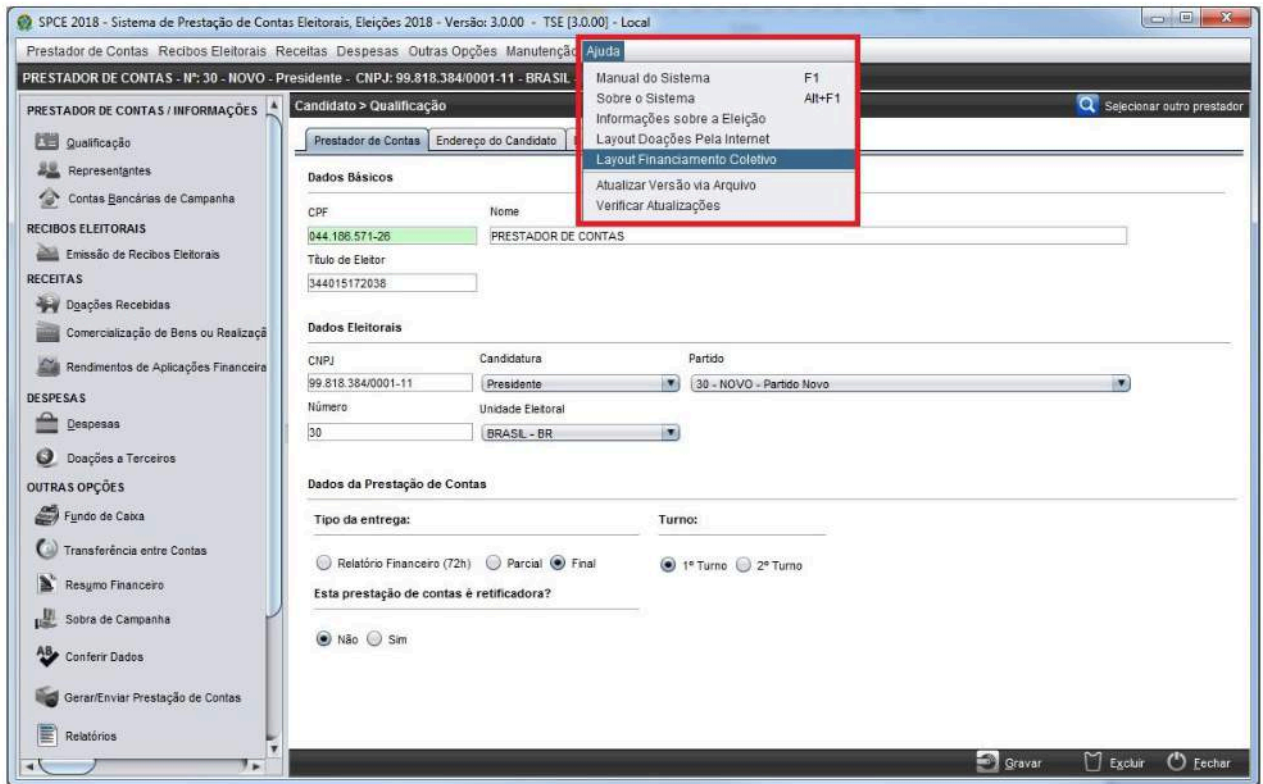 SPCE 2018 - Sistema de Prestação de Contas Eleitorais, Eleições 2018 - Versão: 3.0.00 - TSE [3.0.00] - Local
Prestador de Contas Recibos Eleitorais Receitas Despesas Outras Opções Manutenção Ajuda
PRESTADOR DE CONTAS - Nº: 30 - NOVO - Presidente - CNPJ: 99.818.384/0001-11 - BRASIL -
Manual do Sistema F1
Sobre o Sistema Alt+F1
Informações sobre a Eleição
Layout Doações Pela Internet
Layout Financiamento Coletivo
Atualizar Versão via Arquivo
Verificar Atualizações
PRESTADOR DE CONTAS / INFORMAÇÕES
Qualificação
Representantes
Contas Bancárias de Campanha
RECIBOS ELEITORAIS
Emissão de Recibos Eleitorais
RECEITAS
Doações Recebidas
Comercialização de Bens ou Realizaçã
Rendimentos de Aplicações Financeira
DESPESAS
Despesas
Doações a Terceiros
OUTRAS OPÇÕES
Fundo de Caixa
Transferência entre Contas
Resumo Financeiro
Sobra de Campanha
Conferir Dados
Gerar/Enviar Prestação de Contas
Relatórios
Candidato > Qualificação
Selecionar outro prestador
Prestador de Contas Endereço do Candidato
Dados Básicos
CPF Nome
044.186.571-26 PRESTADOR DE CONTAS
Título de Eleitor
344015172038
Dados Eleitorais
CNPJ Candidatura Partido
99.818.384/0001-11 Presidente 30 - NOVO - Partido Novo
Número Unidade Eleitoral
30 BRASIL - BR
Dados da Prestação de Contas
Tipo da entrega: Turno:
Relatório Financeiro (72h) Parcial Final 1º Turno 2º Turno
Esta prestação de contas é retificadora?
Não Sim
Gravar Excluir Fechar